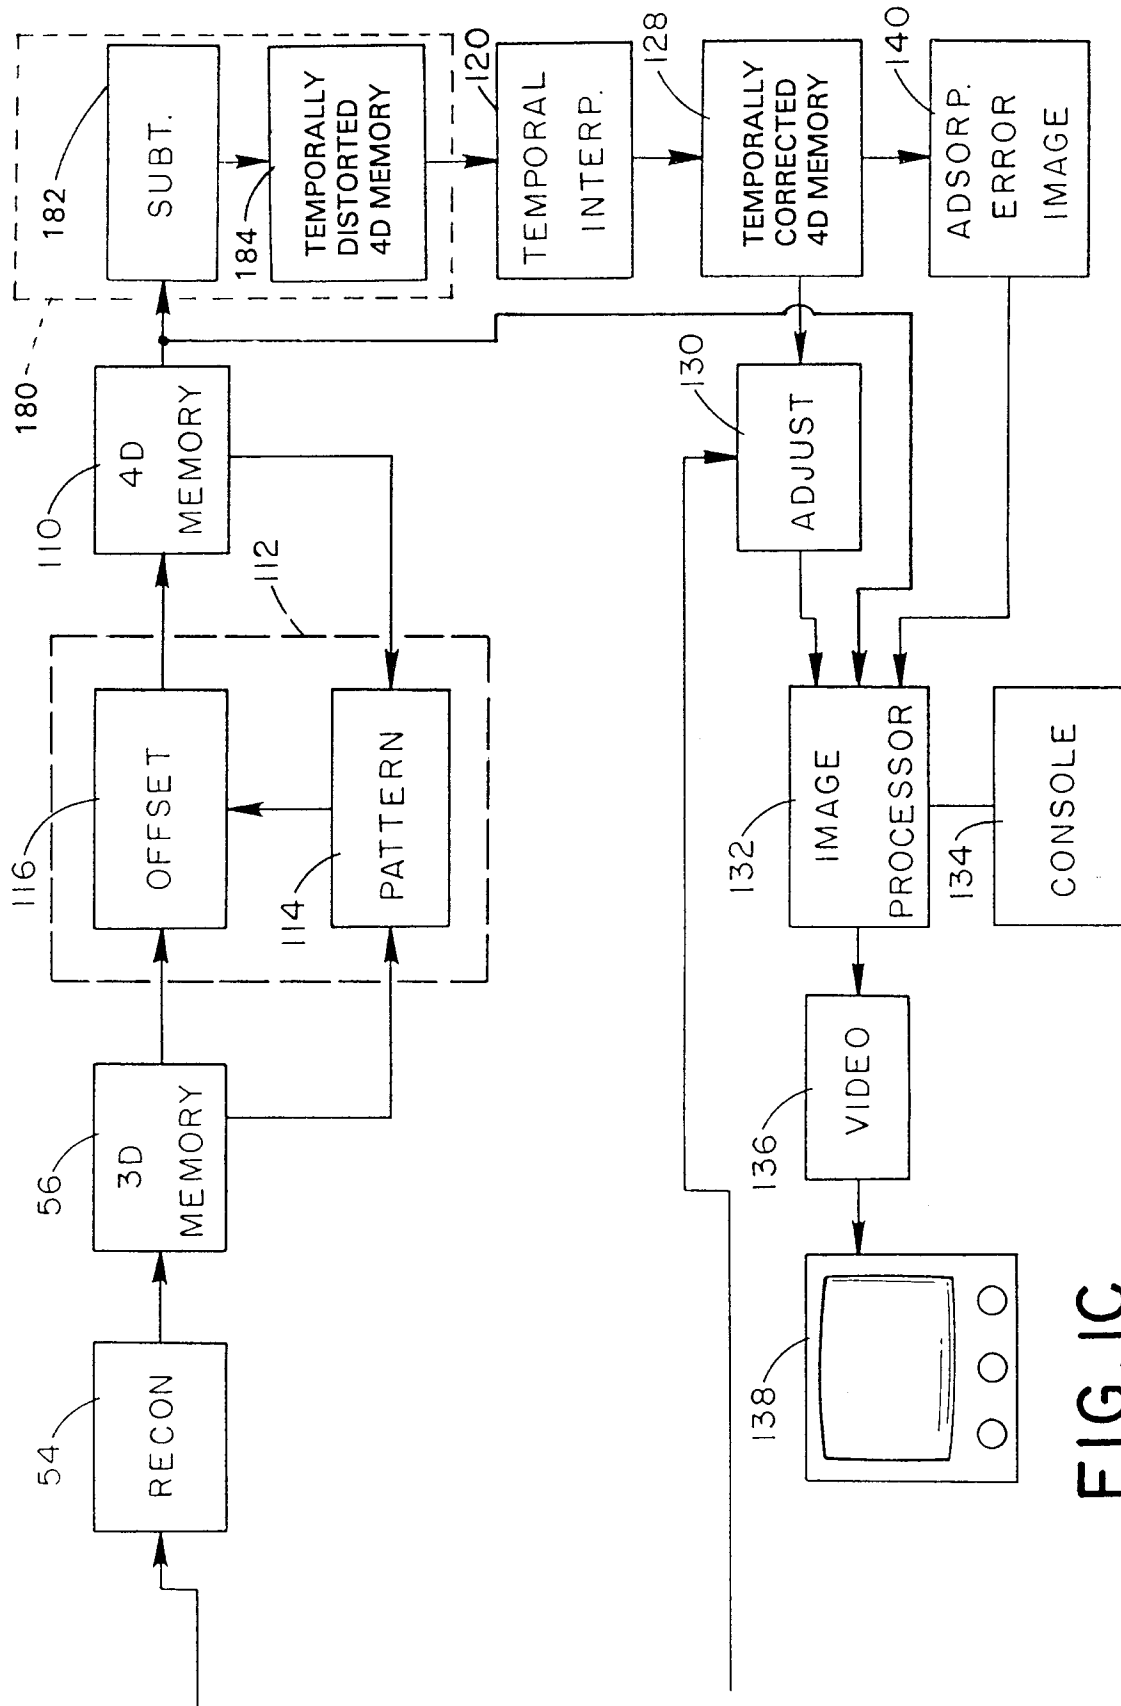 54
RECON
56
3D
MEMORY
116
OFFSET
112
114
PATTERN
110
4D
MEMORY
180
182
SUBT.
184
TEMPORALLY
DISTORTED
4D MEMORY
120
TEMPORAL
INTERP.
128
TEMPORALLY
CORRECTED
4D MEMORY
130
ADJUST
140
ADSORP.
ERROR
IMAGE
132
IMAGE
PROCESSOR
134
CONSOLE
136
VIDEO
138
FIG. 1C